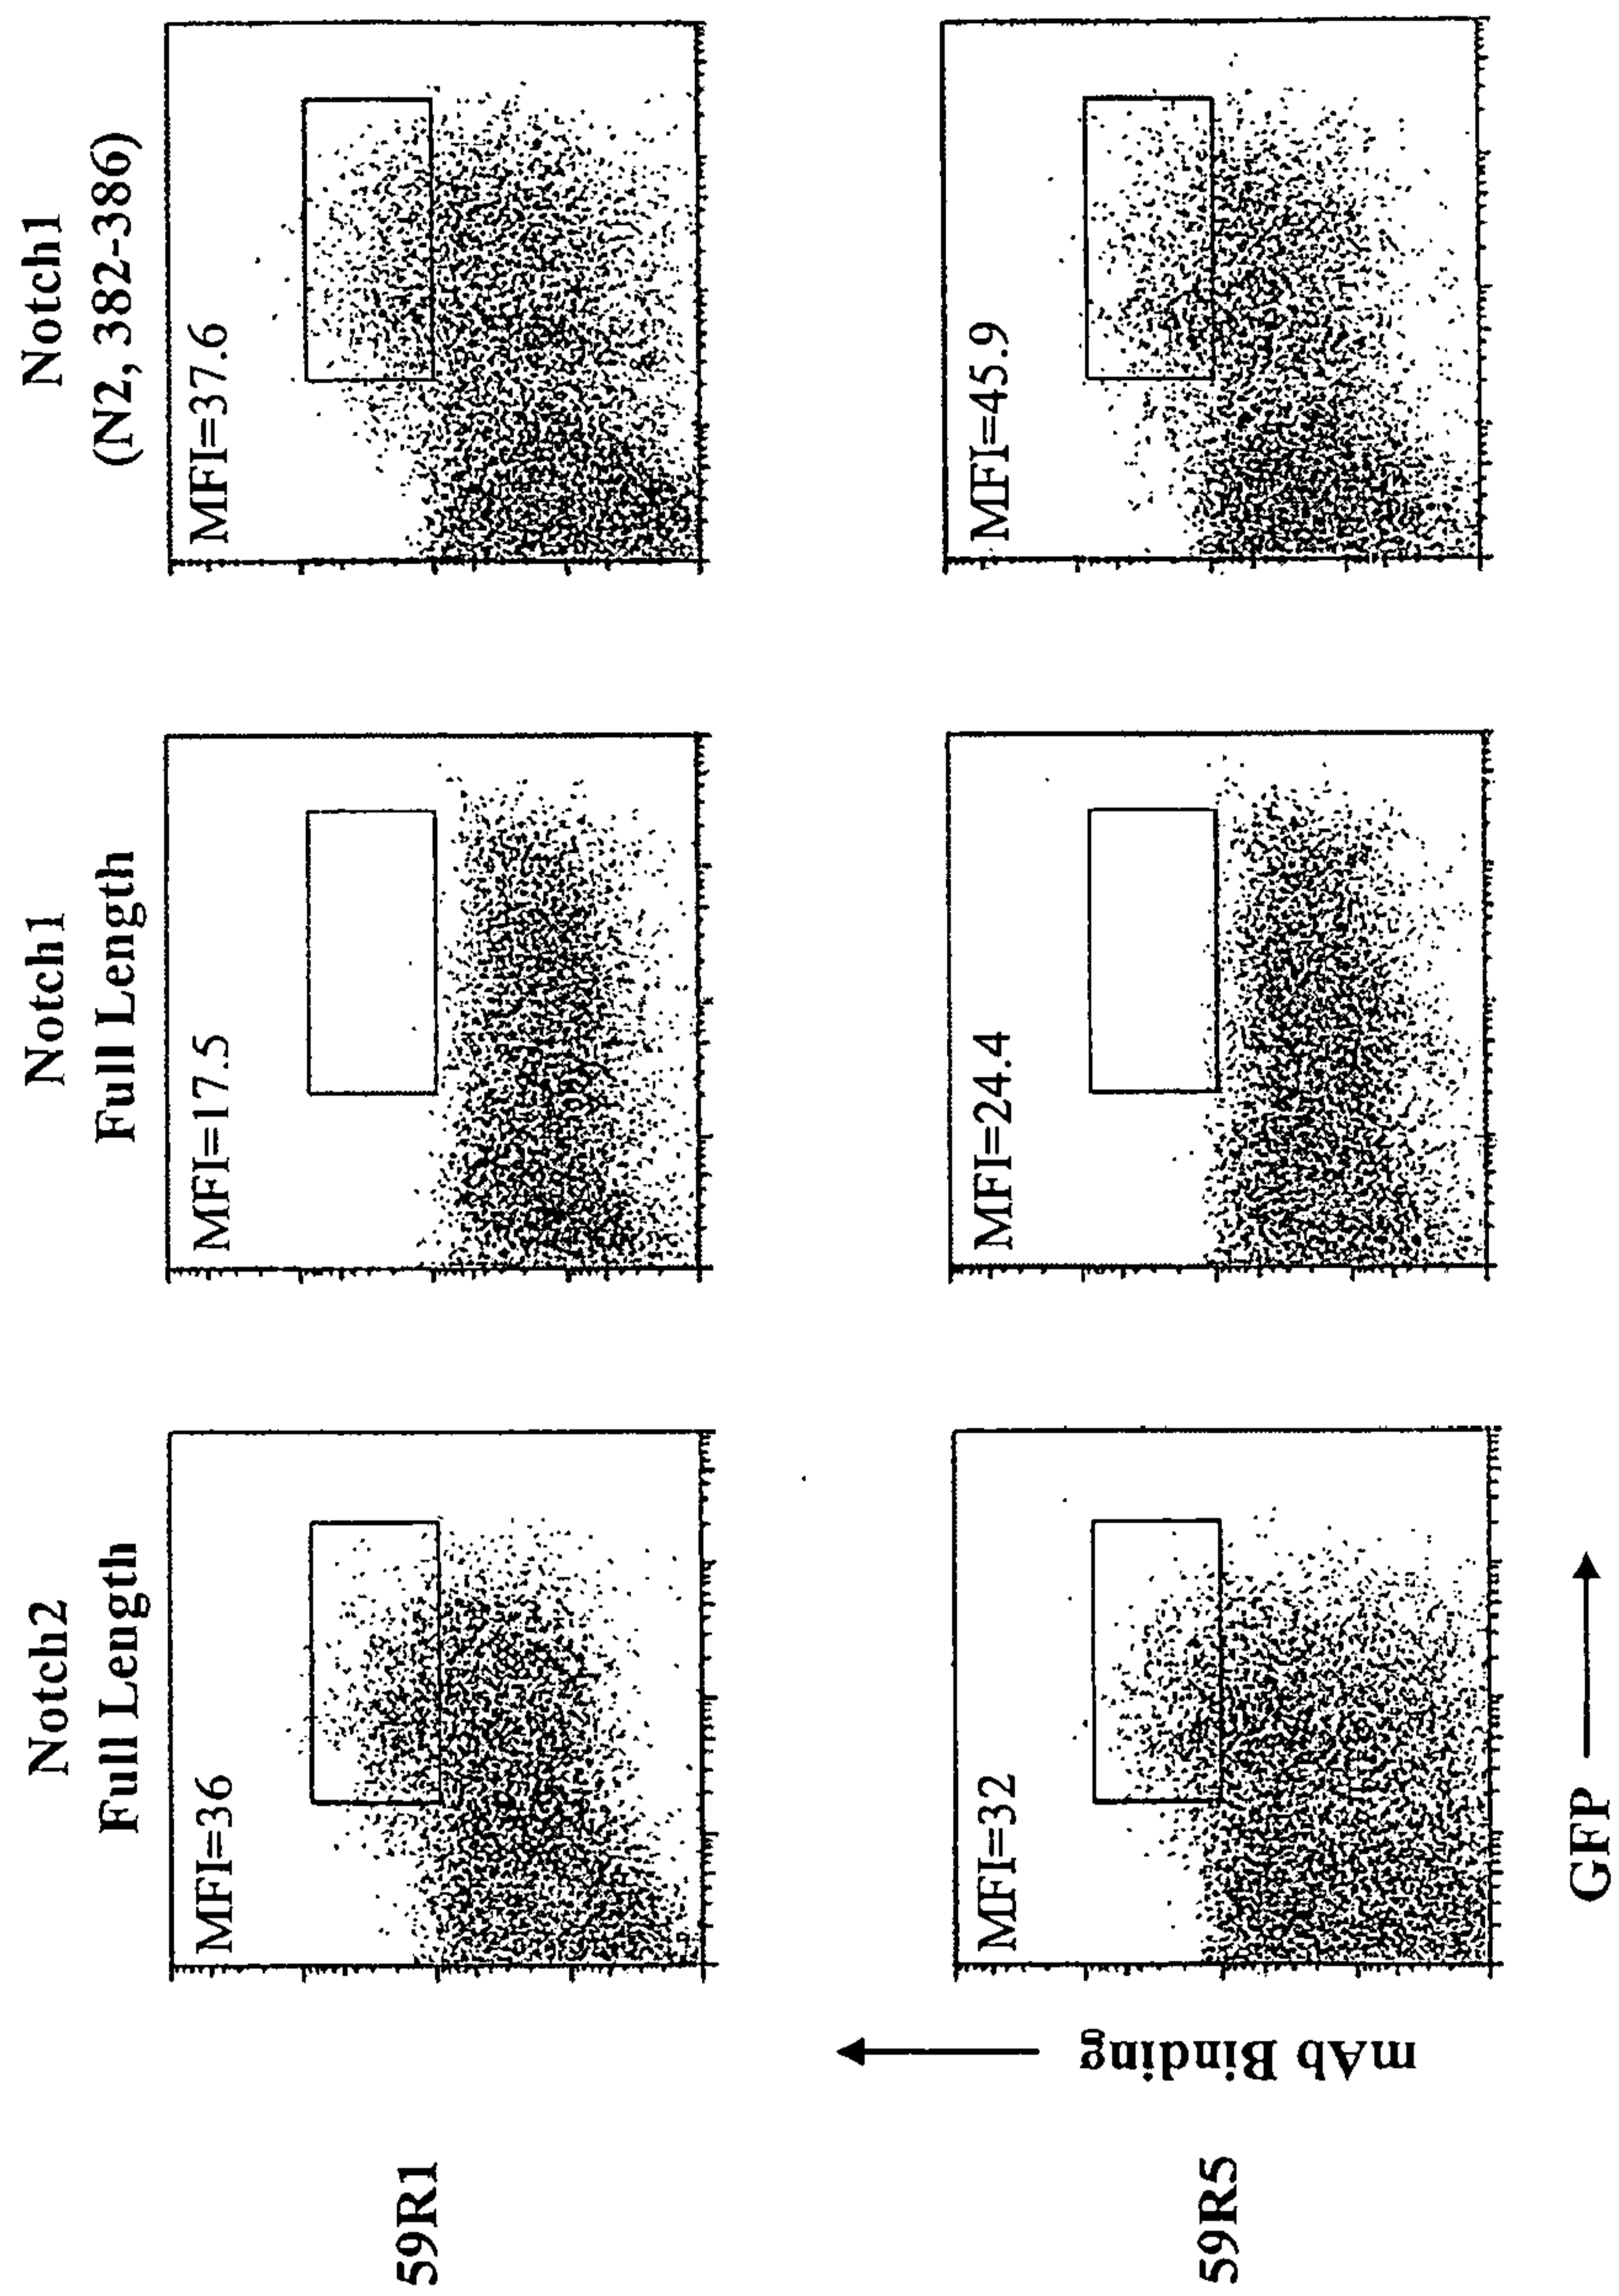 Notch2
Full Length
Notch1
Full Length
Notch1
(N2, 382-386)
59R1
MFI=36
MFI=17.5
MFI=37.6
59R5
MFI=32
MFI=24.4
MFI=45.9
mAb Binding
GFP